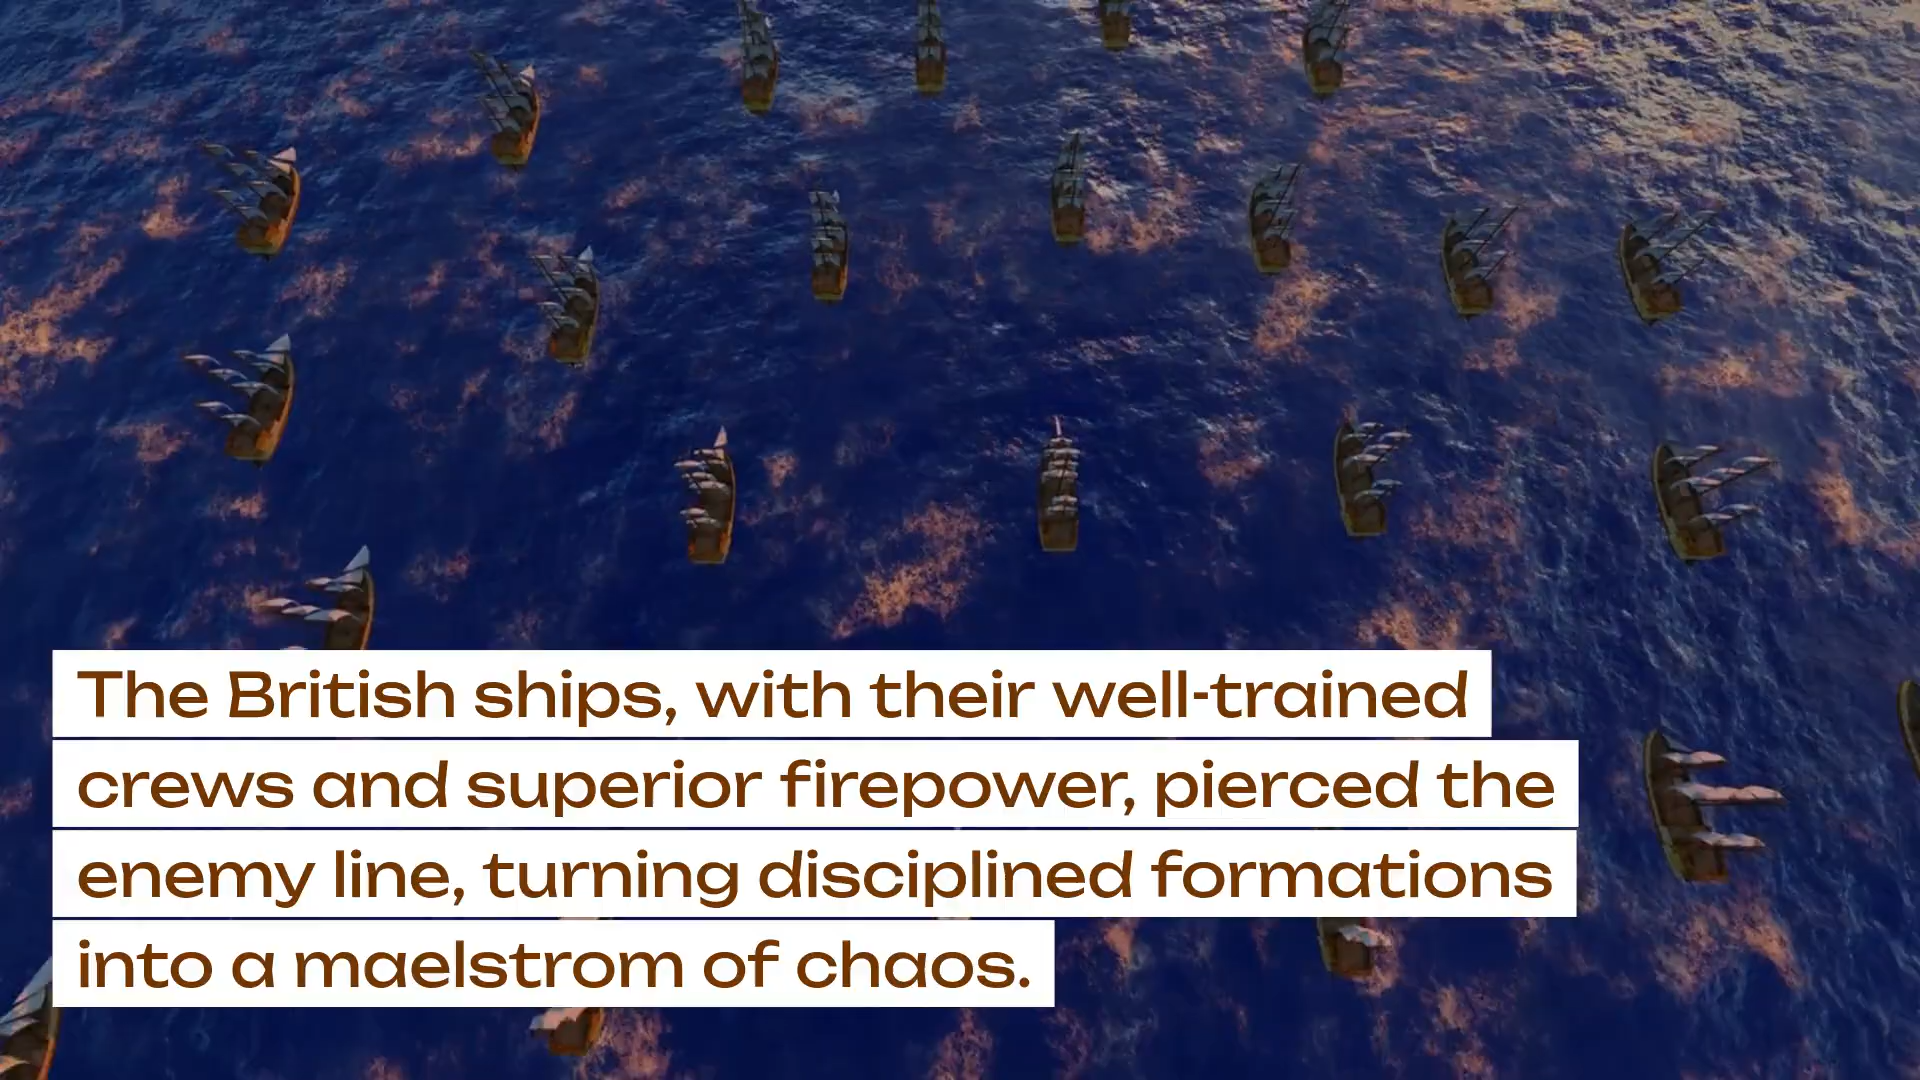 The British ships, with their well-trained
crews and superior firepower, pierced the
enemy line, turning disciplined formations
into a maelstrom of chaos.